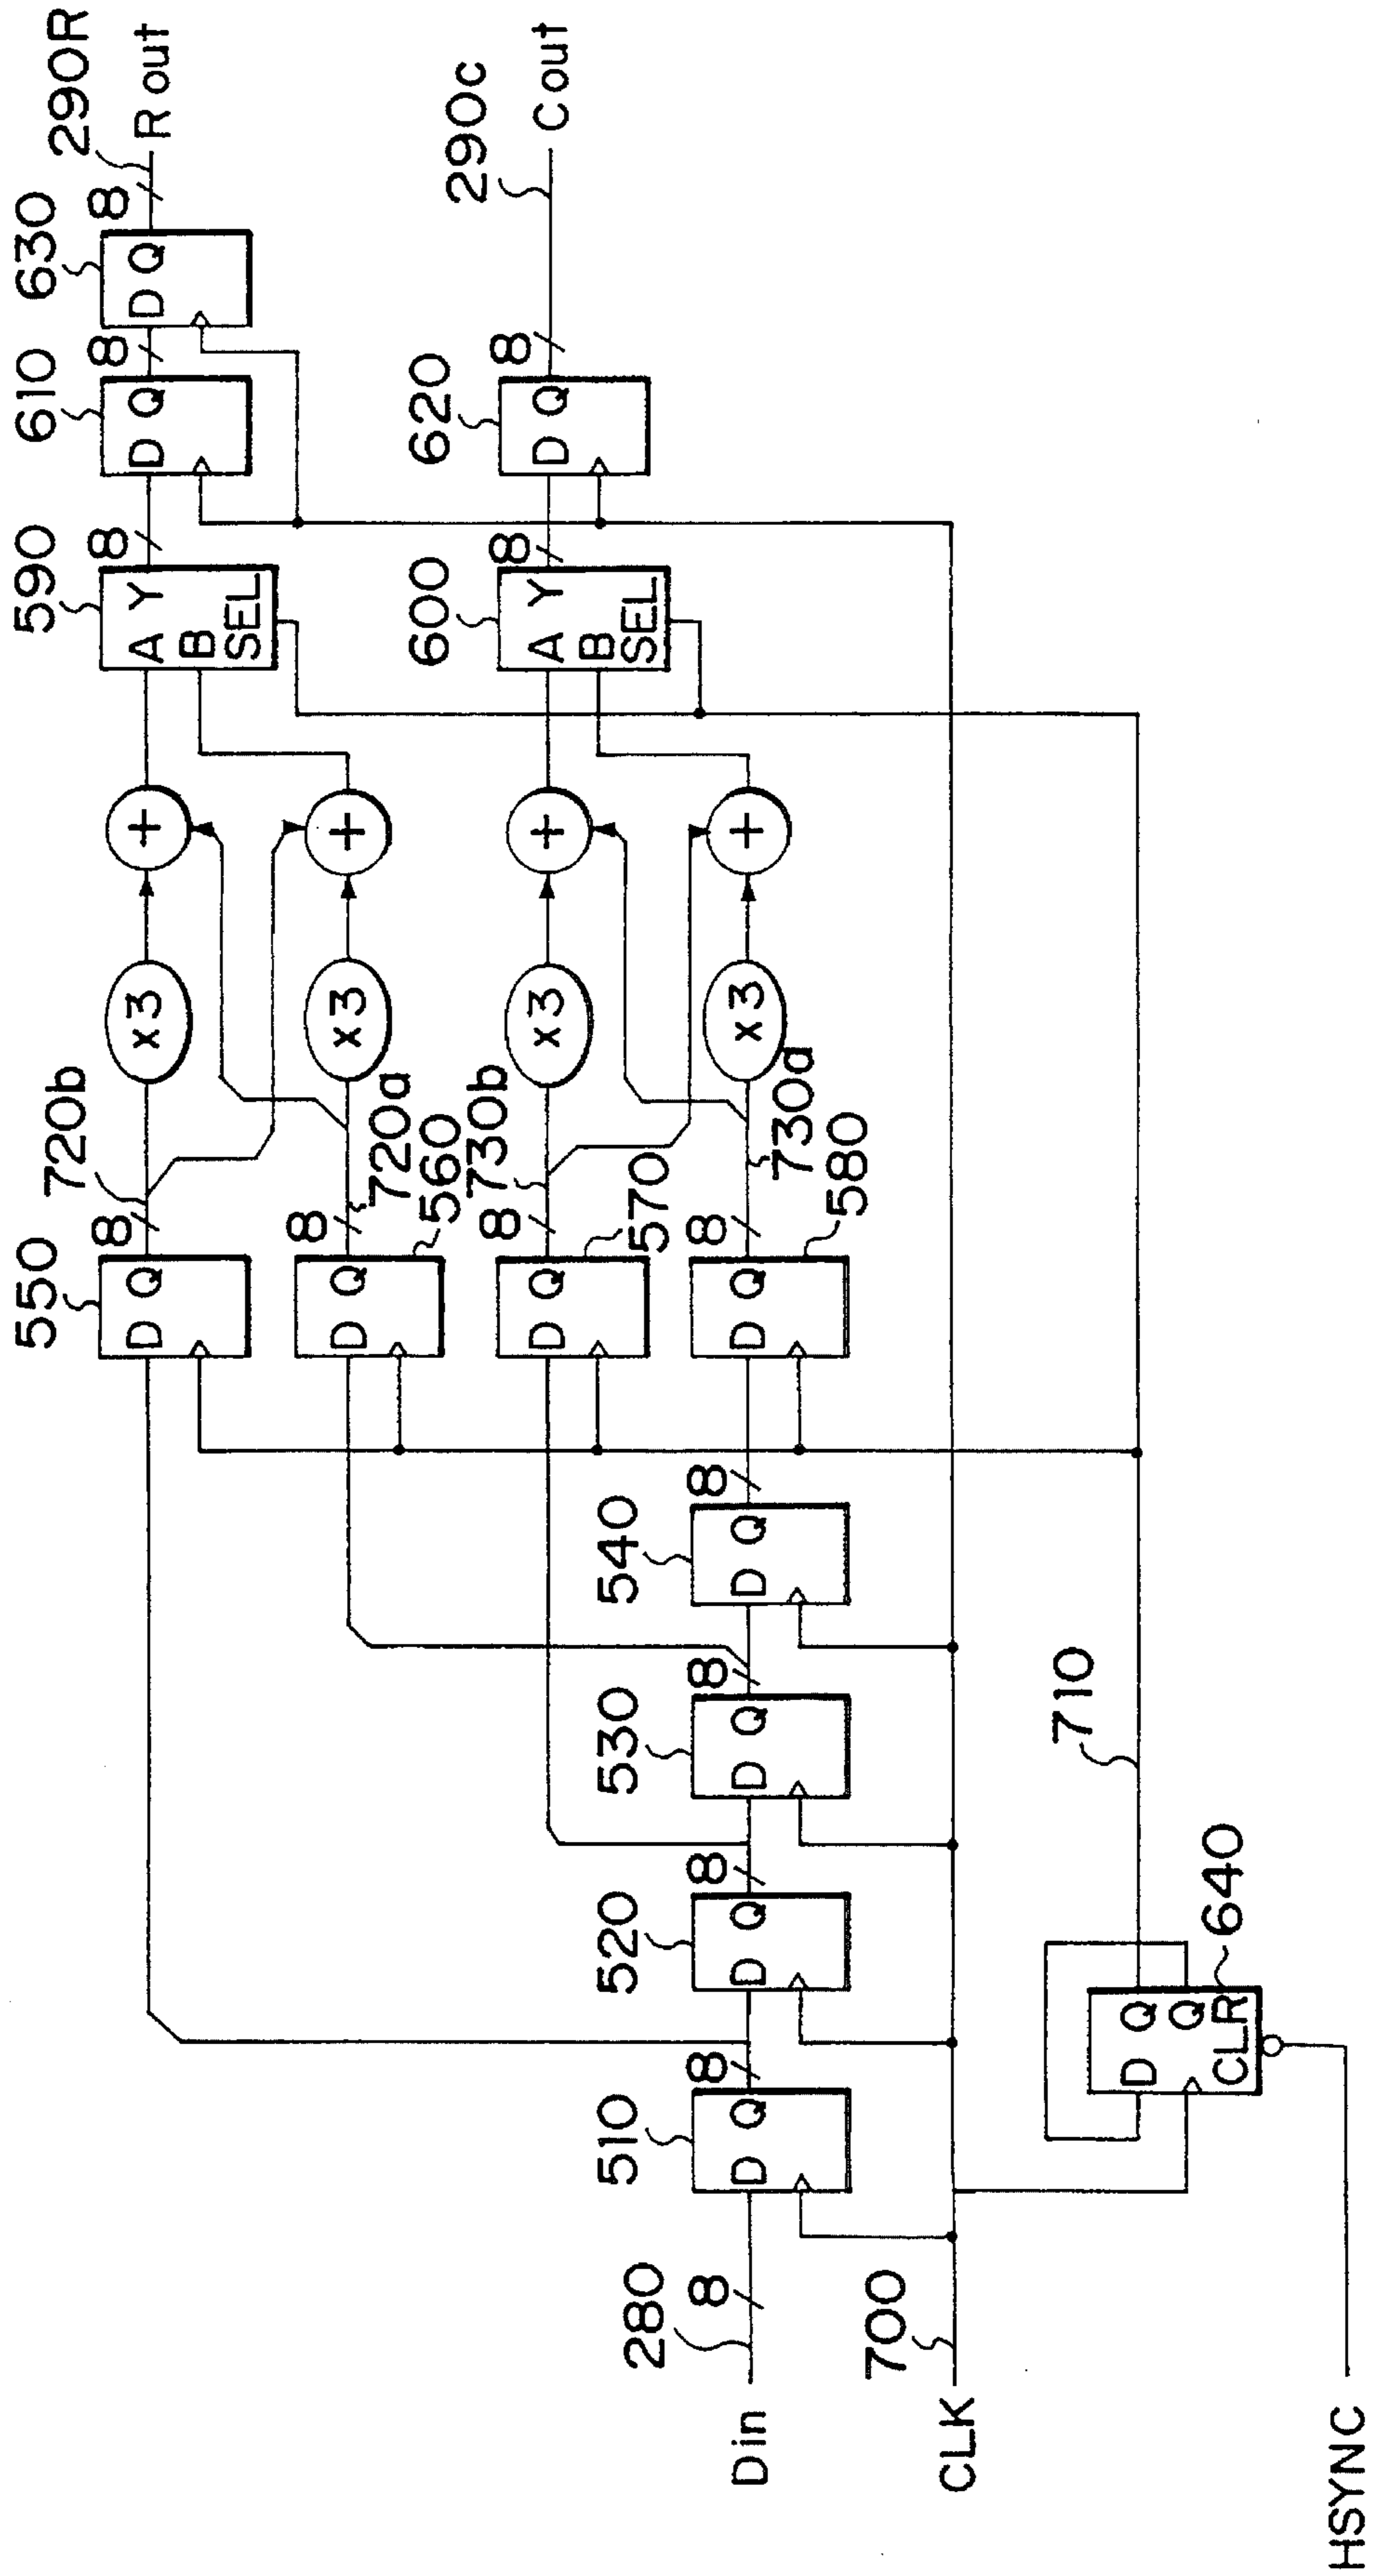 550
720b
590
610
630
290R
D Q
8
x3
+
A Y
B
SEL
8
D Q
8
D Q
8
R out
D Q
8
720a
560
x3
+
730b
600
620
290c
D Q
8
570
x3
+
A Y
B
SEL
8
D Q
8
C out
280
510
520
530
540
Din
8
D Q
8
D Q
8
D Q
8
D Q
8
D Q
8
580
730a
x3
+
700
CLK
710
D Q
Q
CLR
640
HSYNC